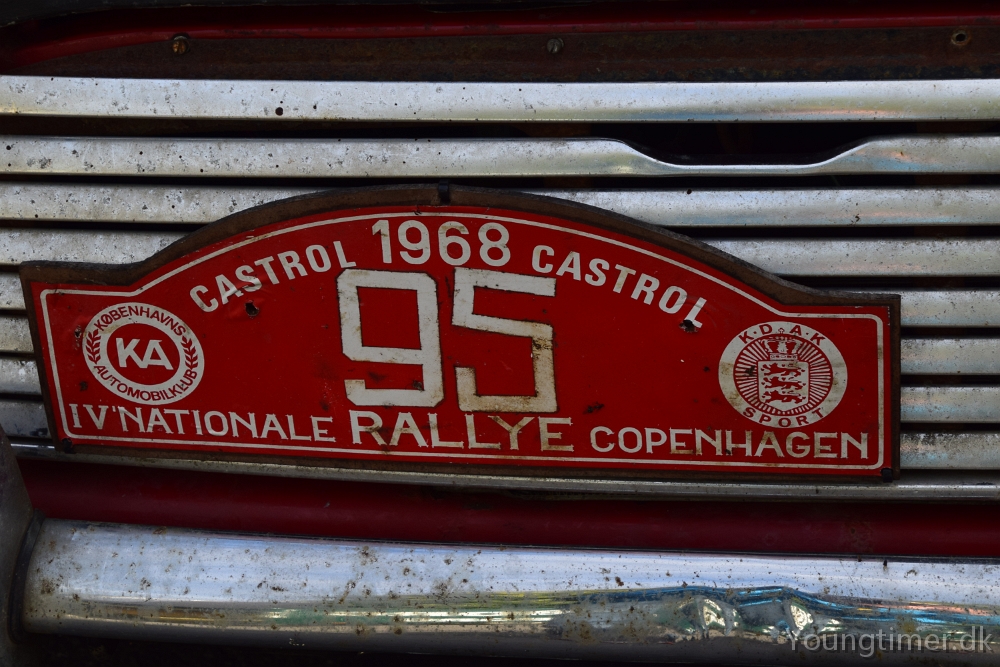 CASTROL 1968 CASTROL
95
KØBENHAVNS
KA
AUTOMOBILKLUB
K·D·A·K
SPORT
IV'NATIONALE RALLYE COPENHAGEN
Youngtimer.dk